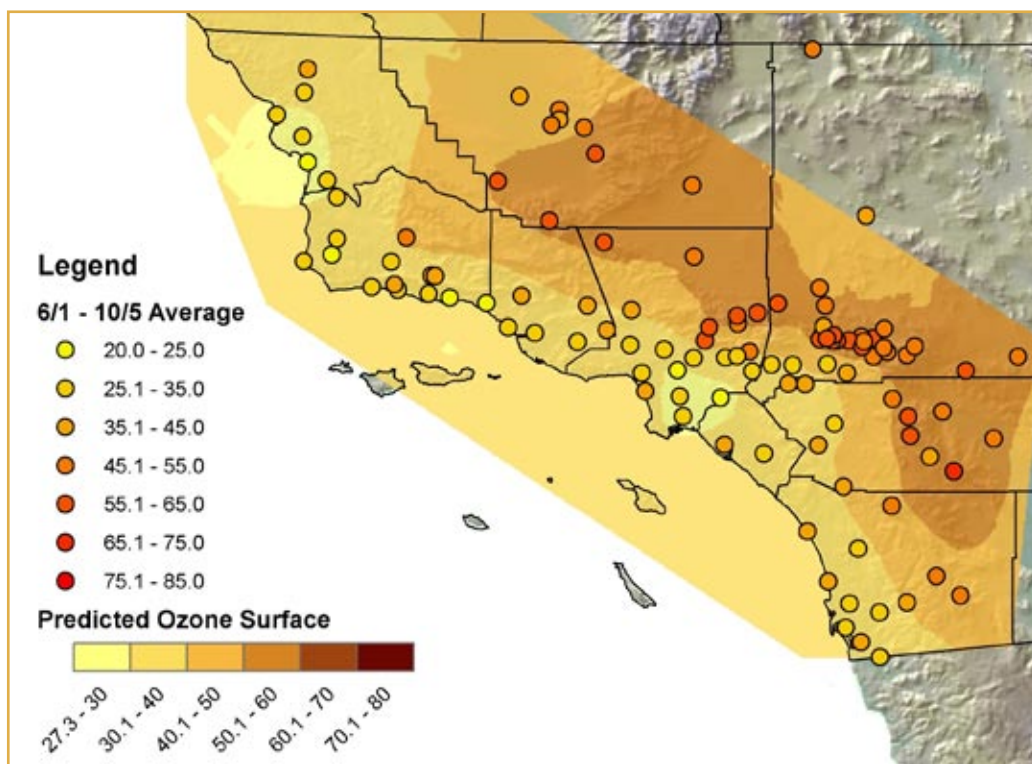 Legend
6/1 - 10/5 Average
20.0 - 25.0
25.1 - 35.0
35.1 - 45.0
45.1 - 55.0
55.1 - 65.0
65.1 - 75.0
75.1 - 85.0
Predicted Ozone Surface
27.3 - 30
30.1 - 40
40.1 - 50
50.1 - 60
60.1 - 70
70.1 - 80